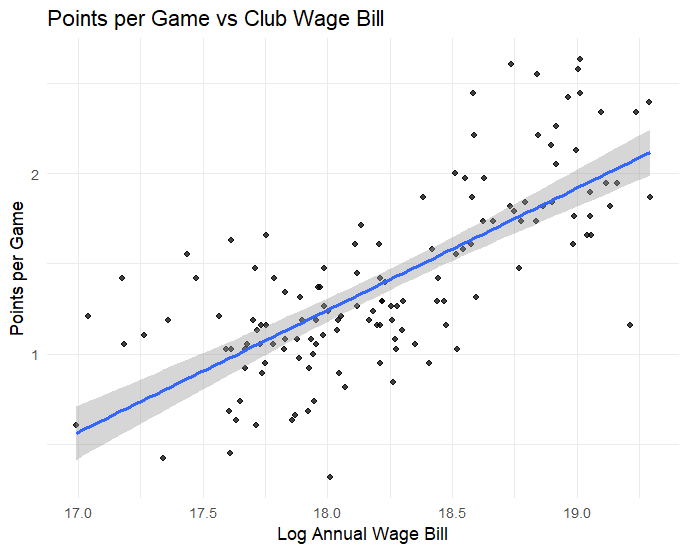 Points per Game vs Club Wage Bill
Points per Game
2
1
17.0 17.5 18.0 18.5 19.0
Log Annual Wage Bill